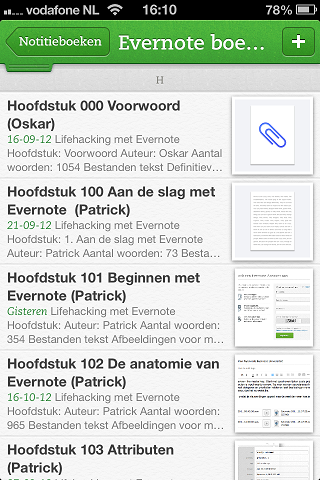 vodafone NL 16:10 78%
Notitieboeken Evernote boe...
H
Hoofdstuk 000 Voorwoord
(Oskar)
16-09-12 Lifehacking met Evernote
Hoofdstuk: Voorwoord Auteur: Oskar Aantal
woorden: 1054 Bestanden tekst Definitiev...
Hoofdstuk 100 Aan de slag met
Evernote (Patrick)
21-09-12 Lifehacking met Evernote
Hoofdstuk: 1. Aan de slag met Evernote
Auteur: Patrick Aantal woorden: 73 Besta...
Hoofdstuk 101 Beginnen met
Evernote (Patrick)
Gisteren Lifehacking met Evernote
Hoofdstuk: Auteur: Patrick Aantal woorden:
354 Bestanden tekst Afbeeldingen voor m...
Hoofdstuk 102 De anatomie van
Evernote (Patrick)
16-10-12 Lifehacking met Evernote
Hoofdstuk: Auteur: Patrick Aantal woorden:
965 Bestanden tekst Afbeeldingen voor m...
Hoofdstuk 103 Attributen
(Patrick)